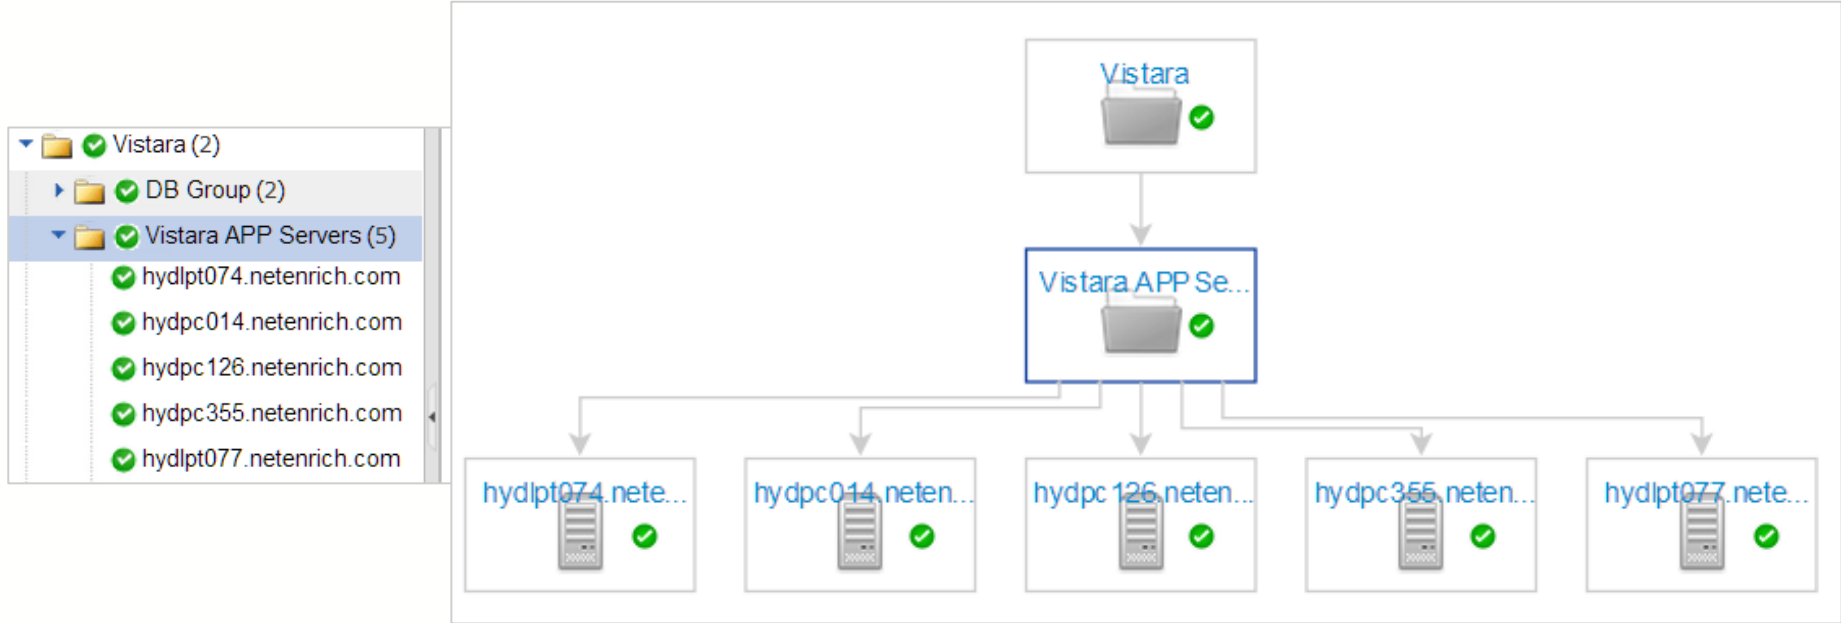 Vistara (2)
DB Group (2)
Vistara APP Servers (5)
hydlpt074.netenrich.com
hydpc014.netenrich.com
hydpc126.netenrich.com
hydpc355.netenrich.com
hydlpt077.netenrich.com
Vistara
Vistara APP Se...
hydlpt074.nete...
hydpc014.neten...
hydpc126.neten...
hydpc355.neten...
hydlpt077.nete...